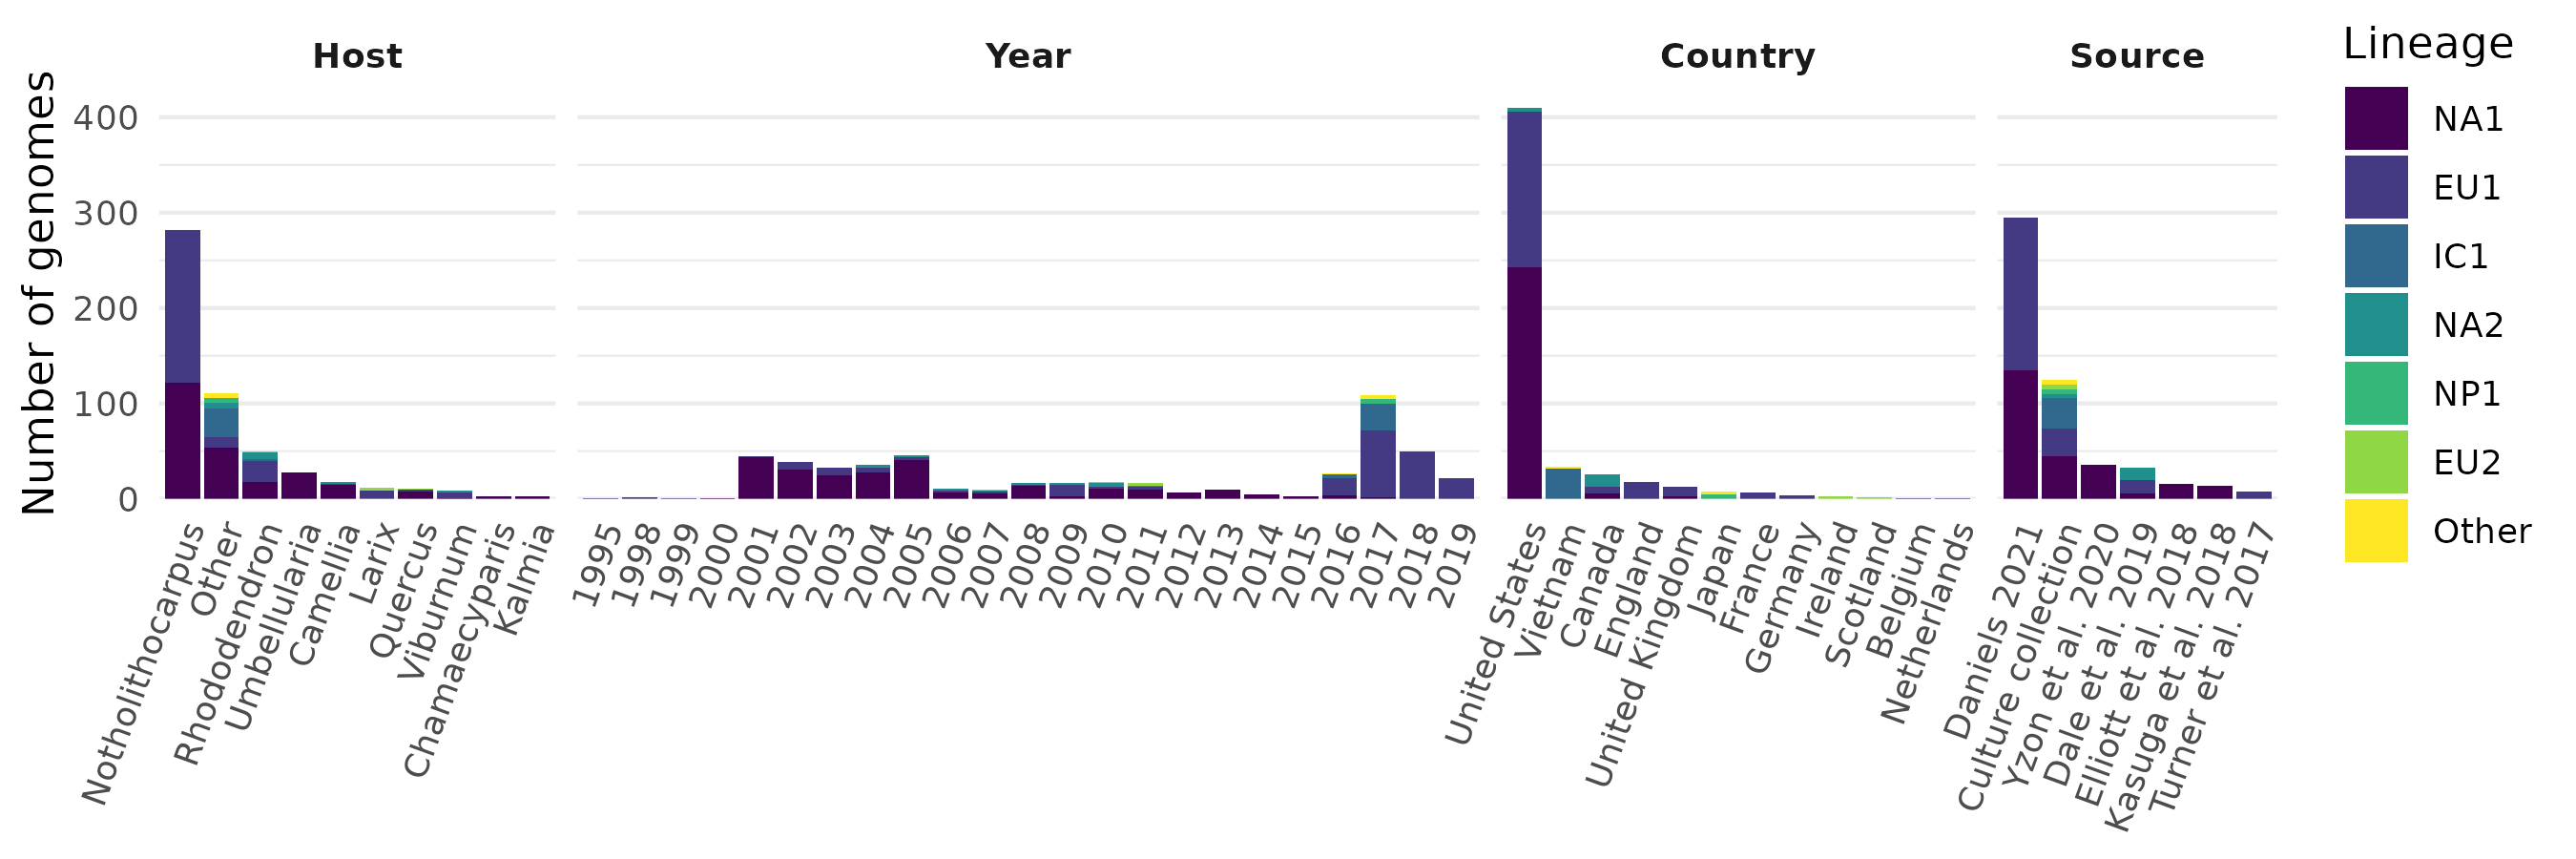 Host
Year
Country
Source
Number of genomes
400
300
200
100
0
Notholithocarpus
Other
Rhododendron
Umbellularia
Camellia
Larix
Quercus
Viburnum
Chamaecyparis
Kalmia
1995
1998
1999
2000
2001
2002
2003
2004
2005
2006
2007
2008
2009
2010
2011
2012
2013
2014
2015
2016
2017
2018
2019
United States
Vietnam
Canada
England
United Kingdom
Japan
France
Germany
Ireland
Scotland
Belgium
Netherlands
Daniels 2021
Culture collection
Yzon et al. 2020
Dale et al. 2019
Elliott et al. 2018
Kasuga et al. 2018
Turner et al. 2017
Lineage
NA1
EU1
IC1
NA2
NP1
EU2
Other